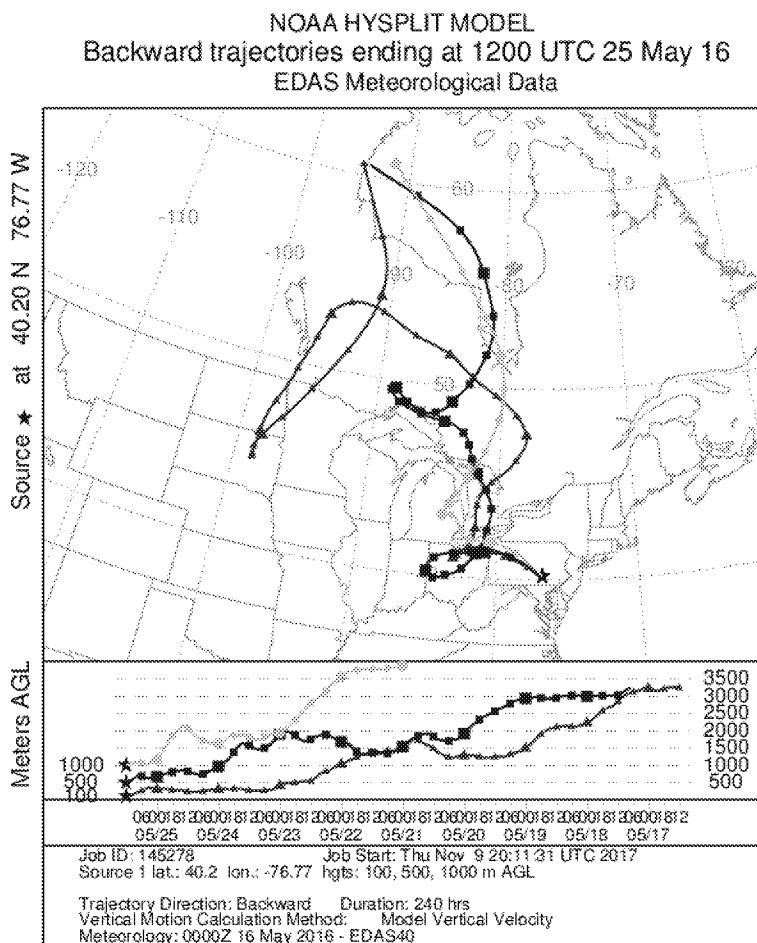 NOAA HYSPLIT MODEL
Backward trajectories ending at 1200 UTC 25 May 16
EDAS Meteorological Data
Source ★ at 40.20 N 76.77 W
-120
-110
-100
-90
-80
-70
60
50
Meters AGL
3500
3000
2500
2000
1500
1000
500
1000
500
100
05/25 05/24 05/23 05/22 05/21 05/20 05/19 05/18 05/17
Job ID: 145278 Job Start: Thu Nov 9 20:11:31 UTC 2017
Source 1 lat.: 40.2 lon.: -76.77 hgts: 100, 500, 1000 m AGL
Trajectory Direction: Backward Duration: 240 hrs
Vertical Motion Calculation Method: Model Vertical Velocity
Meteorology: 0000Z 16 May 2016 - EDAS40